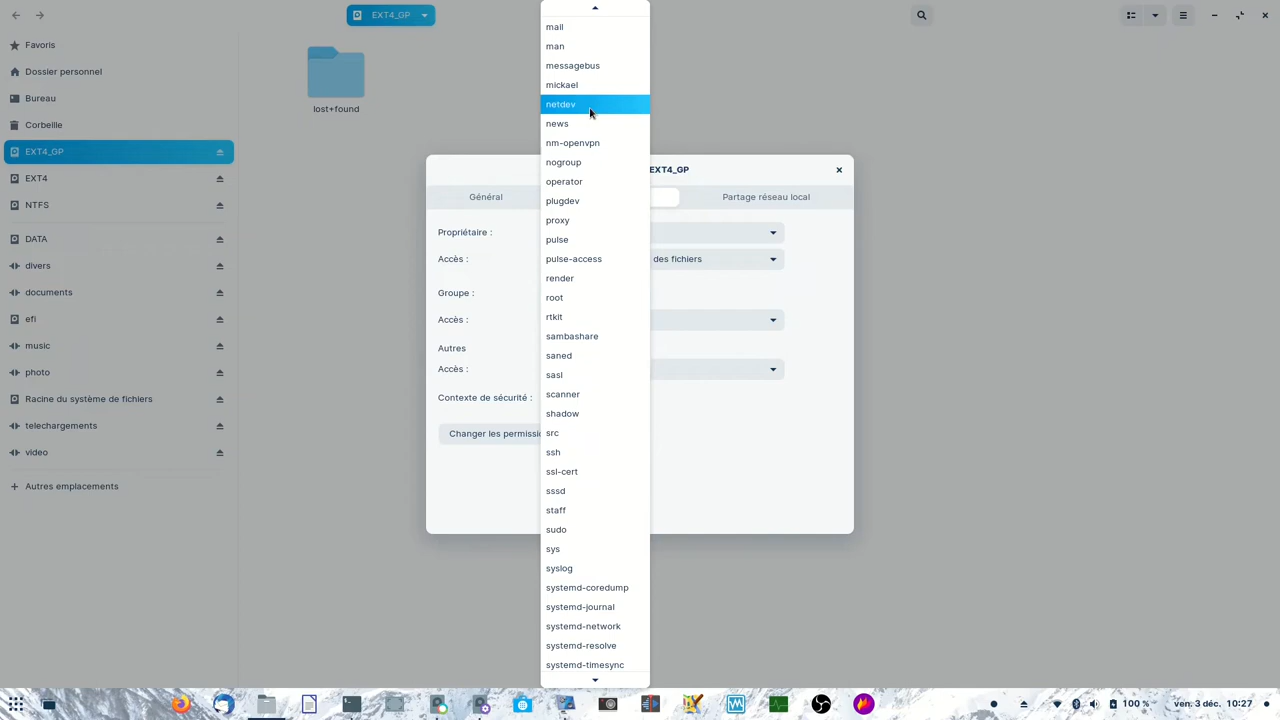 EXT4_GP
Favoris
Dossier personnel
Bureau
Corbeille
EXT4_GP
EXT4
NTFS
DATA
divers
documents
efi
music
photo
Racine du système de fichiers
telechargements
video
Autres emplacements
lost+found
mail
man
messagebus
mickael
netdev
news
nm-openvpn
nogroup
operator
plugdev
proxy
pulse
pulse-access
render
root
rtkit
sambashare
saned
sasl
scanner
shadow
src
ssh
ssl-cert
sssd
staff
sudo
sys
syslog
systemd-coredump
systemd-journal
systemd-network
systemd-resolve
systemd-timesync
EXT4_GP
Général
Partage réseau local
Propriétaire :
Accès :
des fichiers
Groupe :
Accès :
Autres
Accès :
Contexte de sécurité :
Changer les permissio
100 %
ven. 3 déc. 10:27